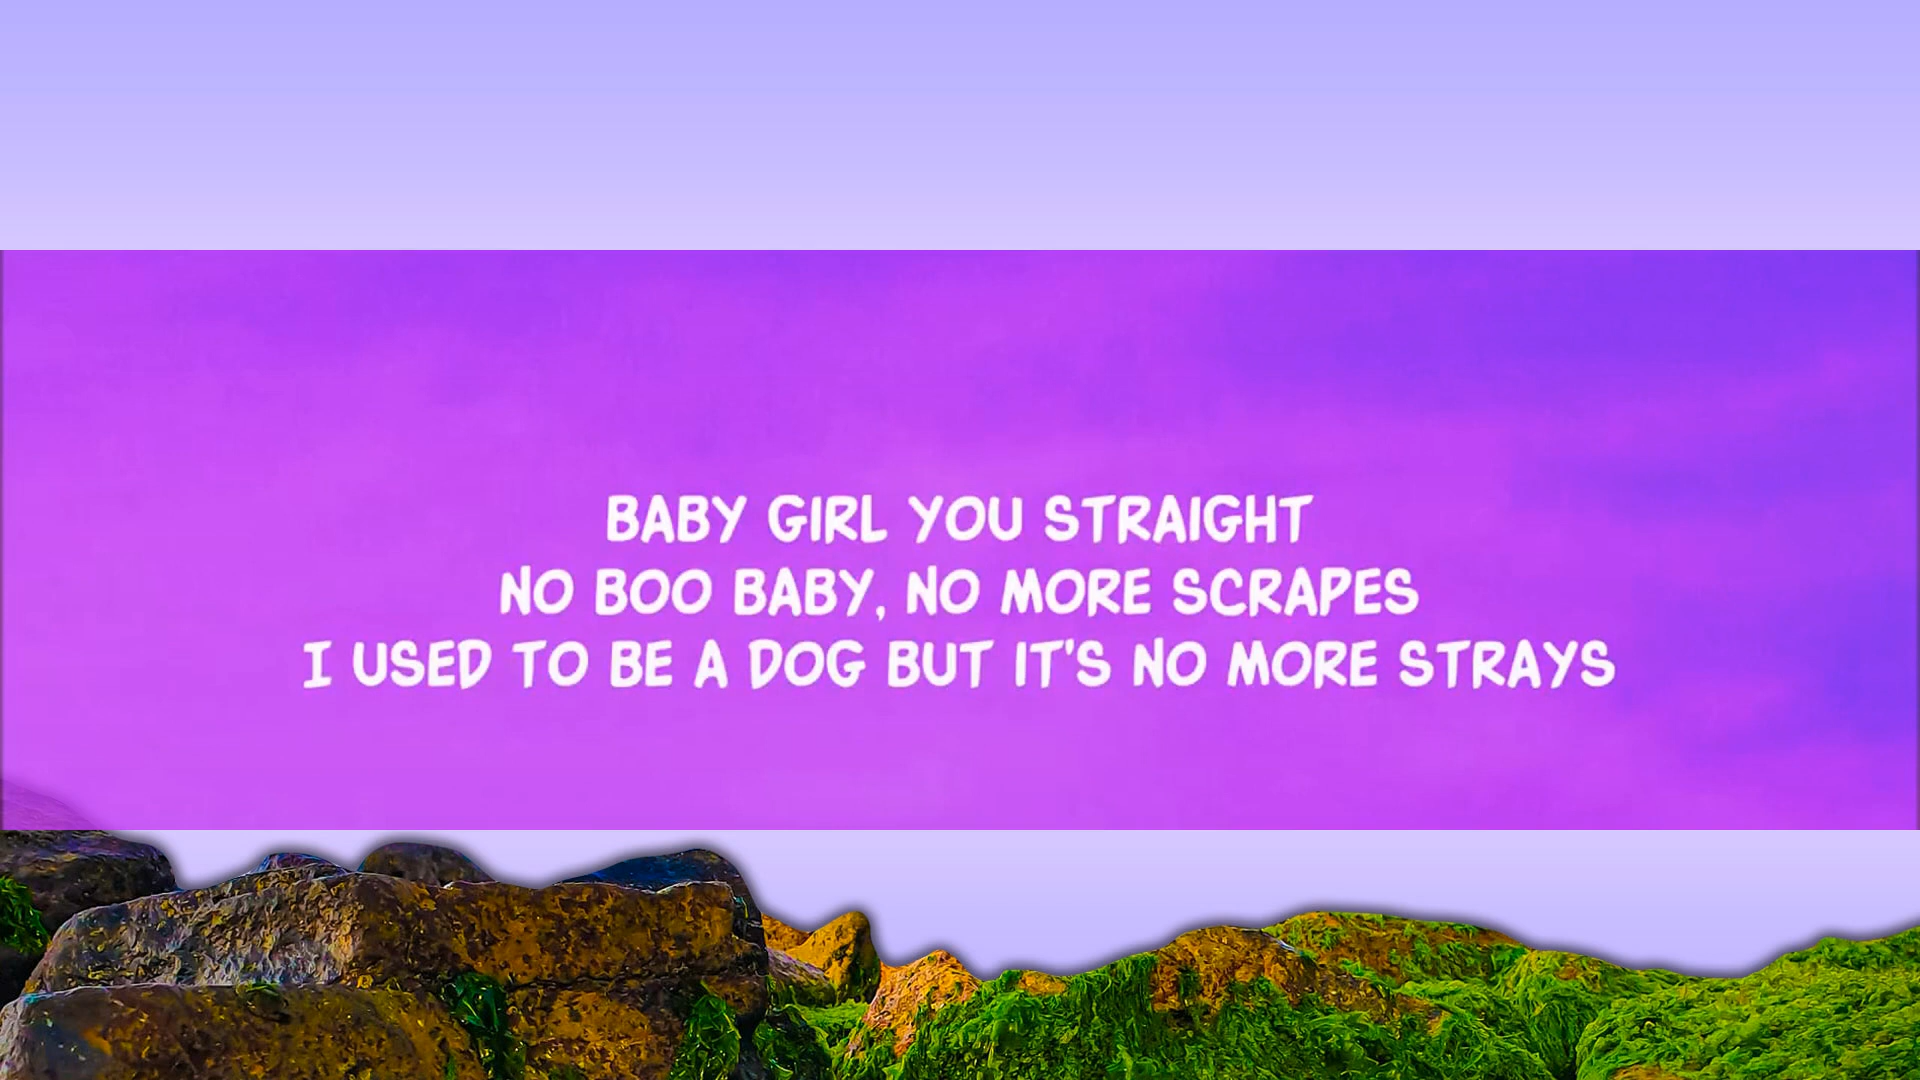 BABY GIRL YOU STRAIGHT
NO BOO BABY, NO MORE SCRAPES
I USED TO BE A DOG BUT IT'S NO MORE STRAYS